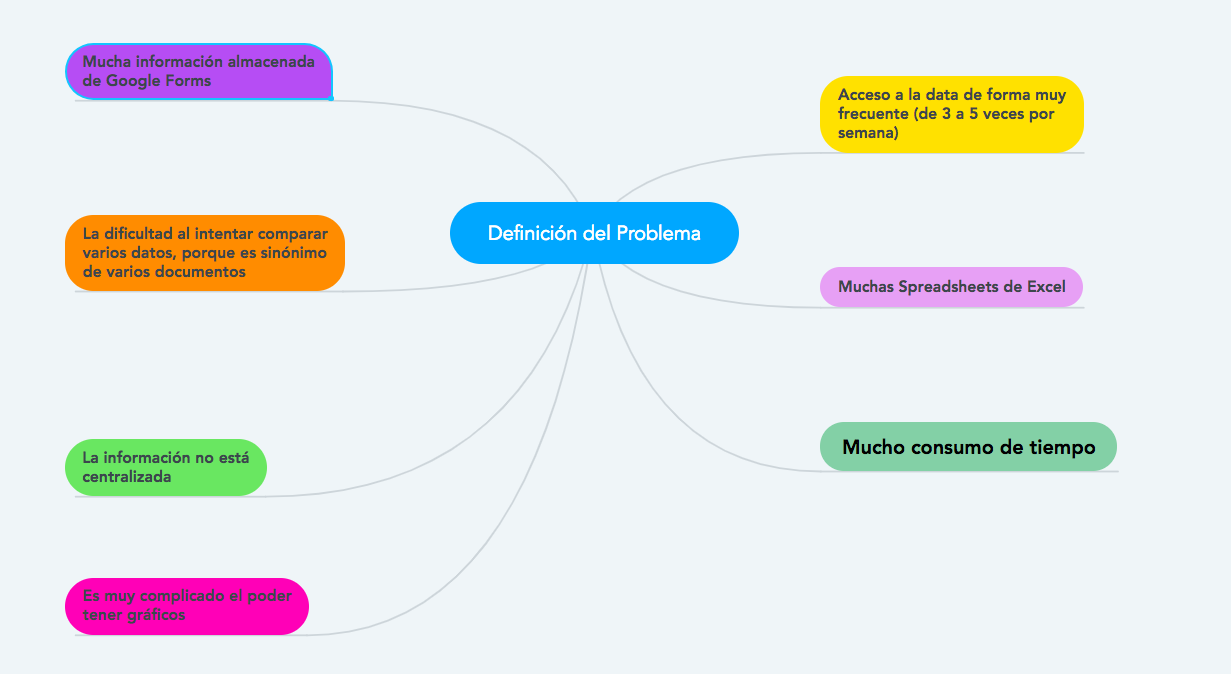 Mucha información almacenada
de Google Forms
La dificultad al intentar comparar
varios datos, porque es sinónimo
de varios documentos
La información no está
centralizada
Es muy complicado el poder
tener gráficos
Definición del Problema
Acceso a la data de forma muy
frecuente (de 3 a 5 veces por
semana)
Muchas Spreadsheets de Excel
Mucho consumo de tiempo